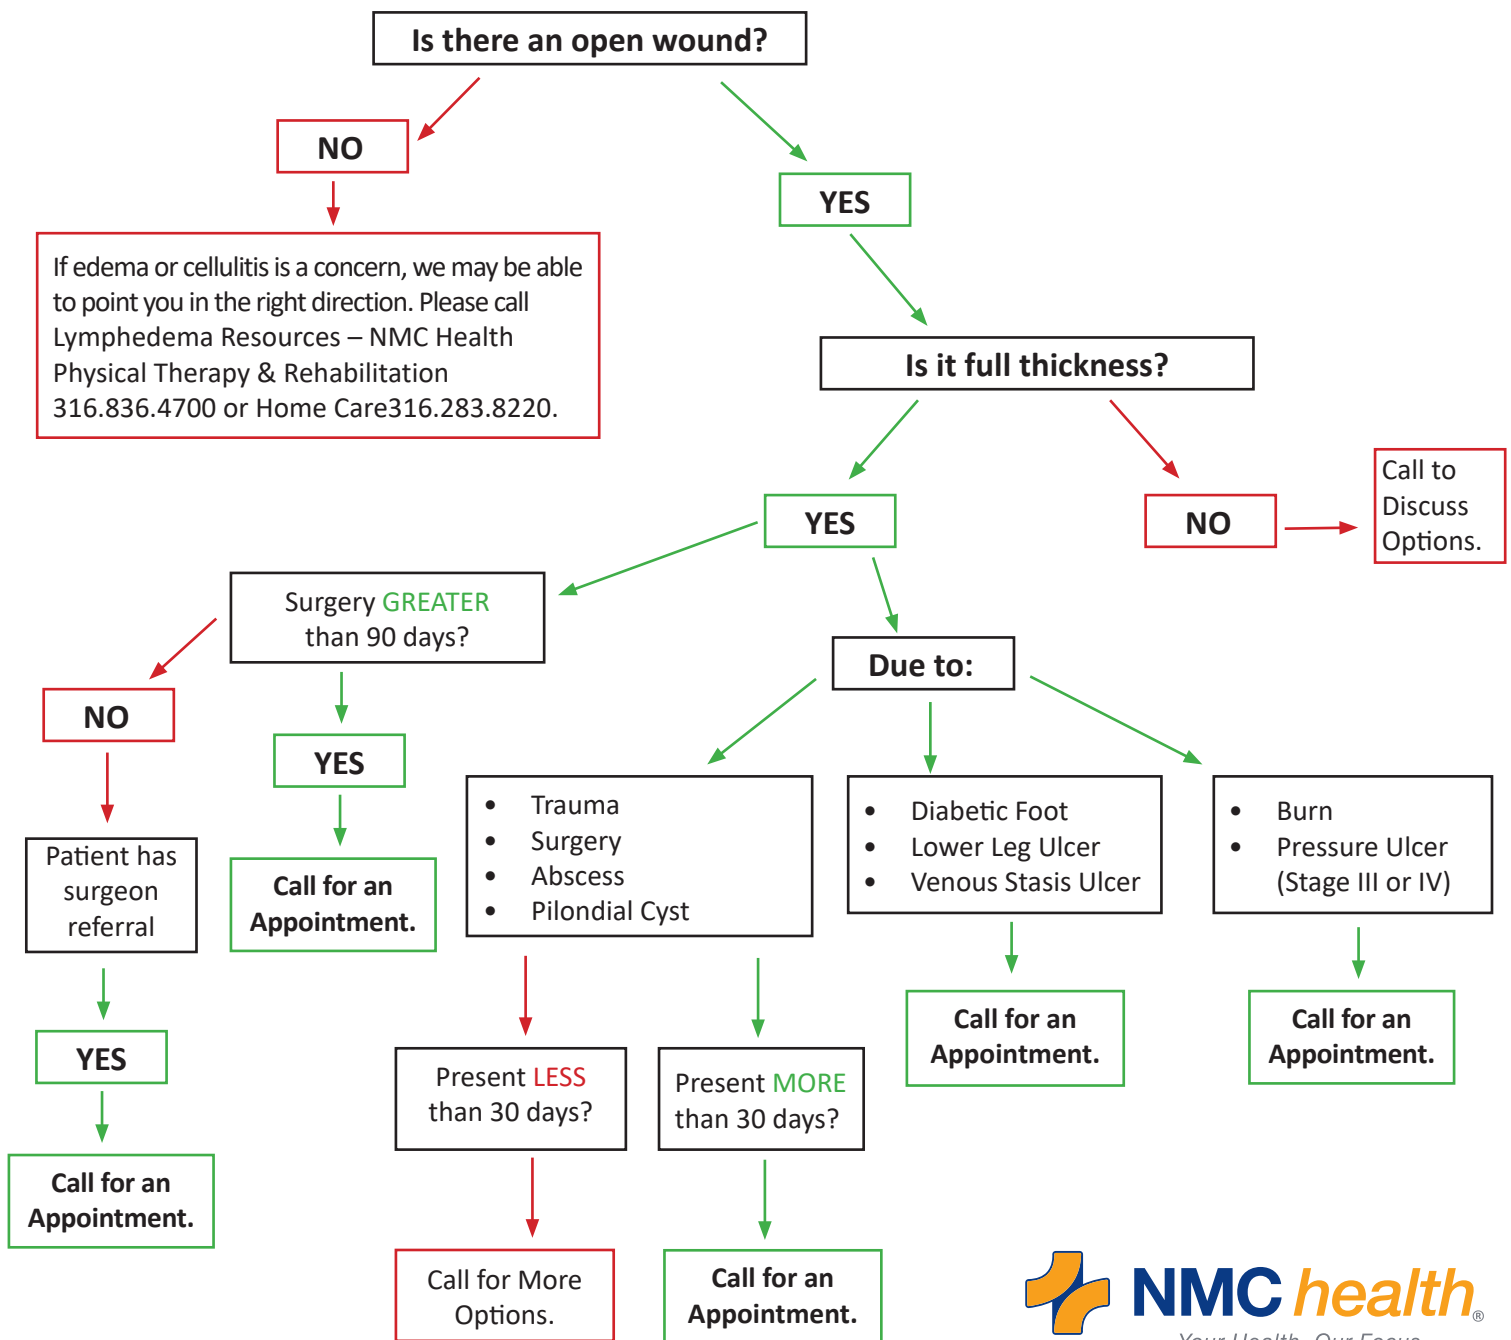 Is there an open wound?
NO
YES
If edema or cellulitis is a concern, we may be able
to point you in the right direction. Please call
Lymphedema Resources – NMC Health
Physical Therapy & Rehabilitation
316.836.4700 or Home Care316.283.8220.
Is it full thickness?
YES
NO
Call to
Discuss
Options.
Surgery GREATER
than 90 days?
Due to:
NO
YES
Patient has
surgeon
referral
Call for an
Appointment.
• Trauma
• Surgery
• Abscess
• Pilondial Cyst
• Diabetic Foot
• Lower Leg Ulcer
• Venous Stasis Ulcer
• Burn
• Pressure Ulcer
(Stage III or IV)
YES
Call for an
Appointment.
Present LESS
than 30 days?
Present MORE
than 30 days?
Call for an
Appointment.
Call for an
Appointment.
Call for More
Options.
Call for an
Appointment.
NMC health®
Your Health. Our Focus.